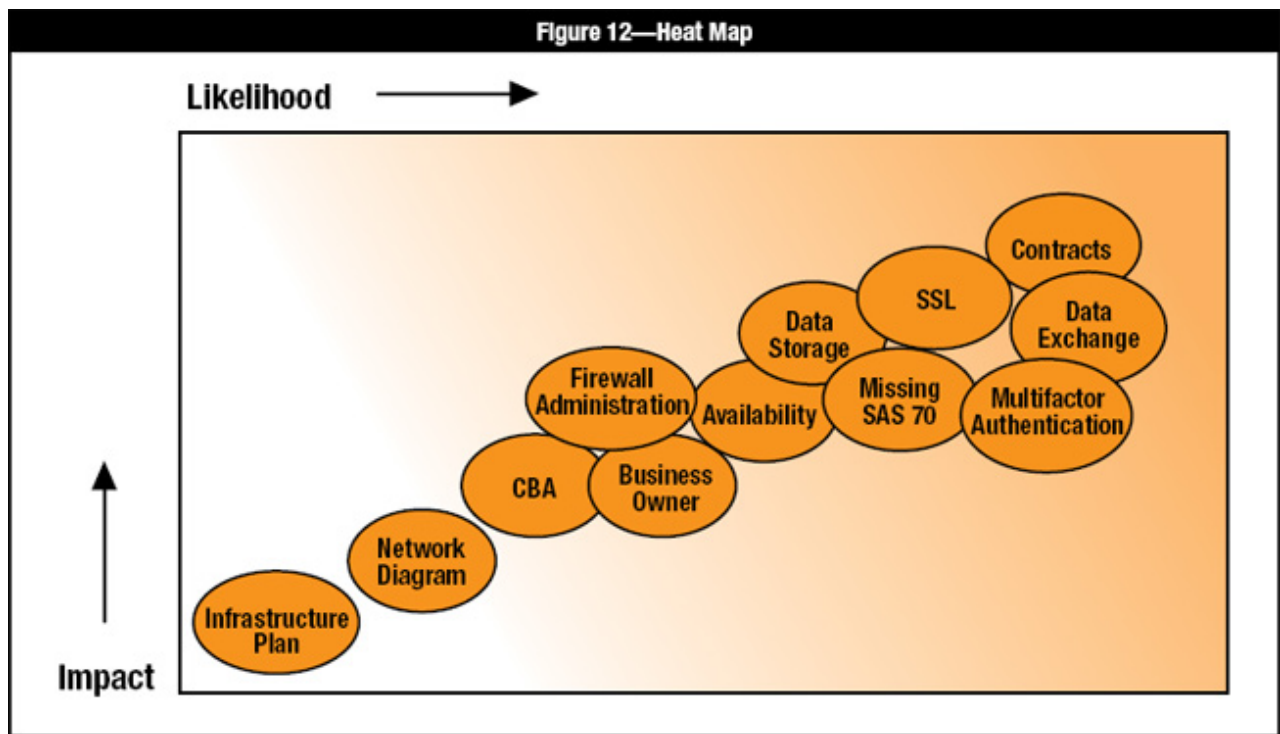 Figure 12—Heat Map
Likelihood
Contracts
SSL
Data
Exchange
Data
Storage
Firewall
Administration
Availability
Missing
SAS 70
Multifactor
Authentication
CBA
Business
Owner
Network
Diagram
Infrastructure
Plan
Impact